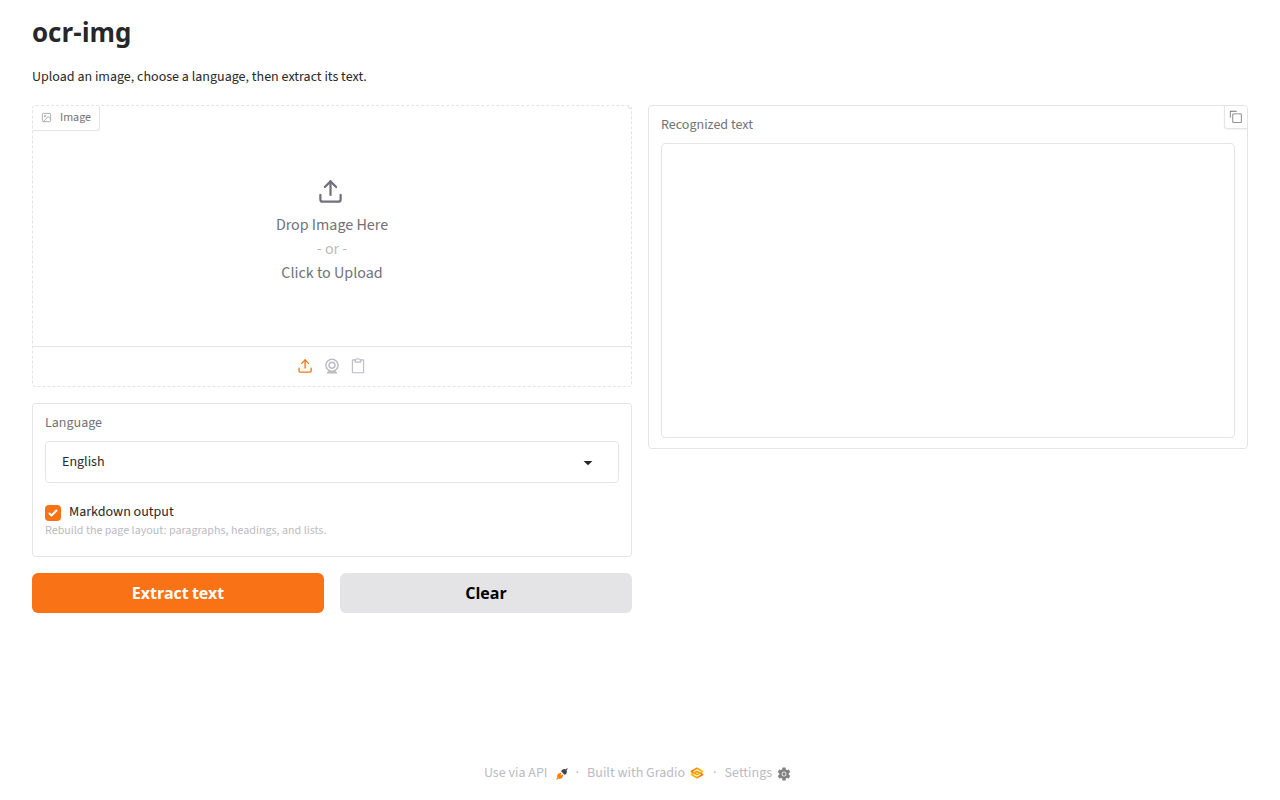 ocr-img
Upload an image, choose a language, then extract its text.
Image
Drop Image Here
- or -
Click to Upload
Language
English
Markdown output
Rebuild the page layout: paragraphs, headings, and lists.
Extract text
Clear
Recognized text
Use via API · Built with Gradio · Settings